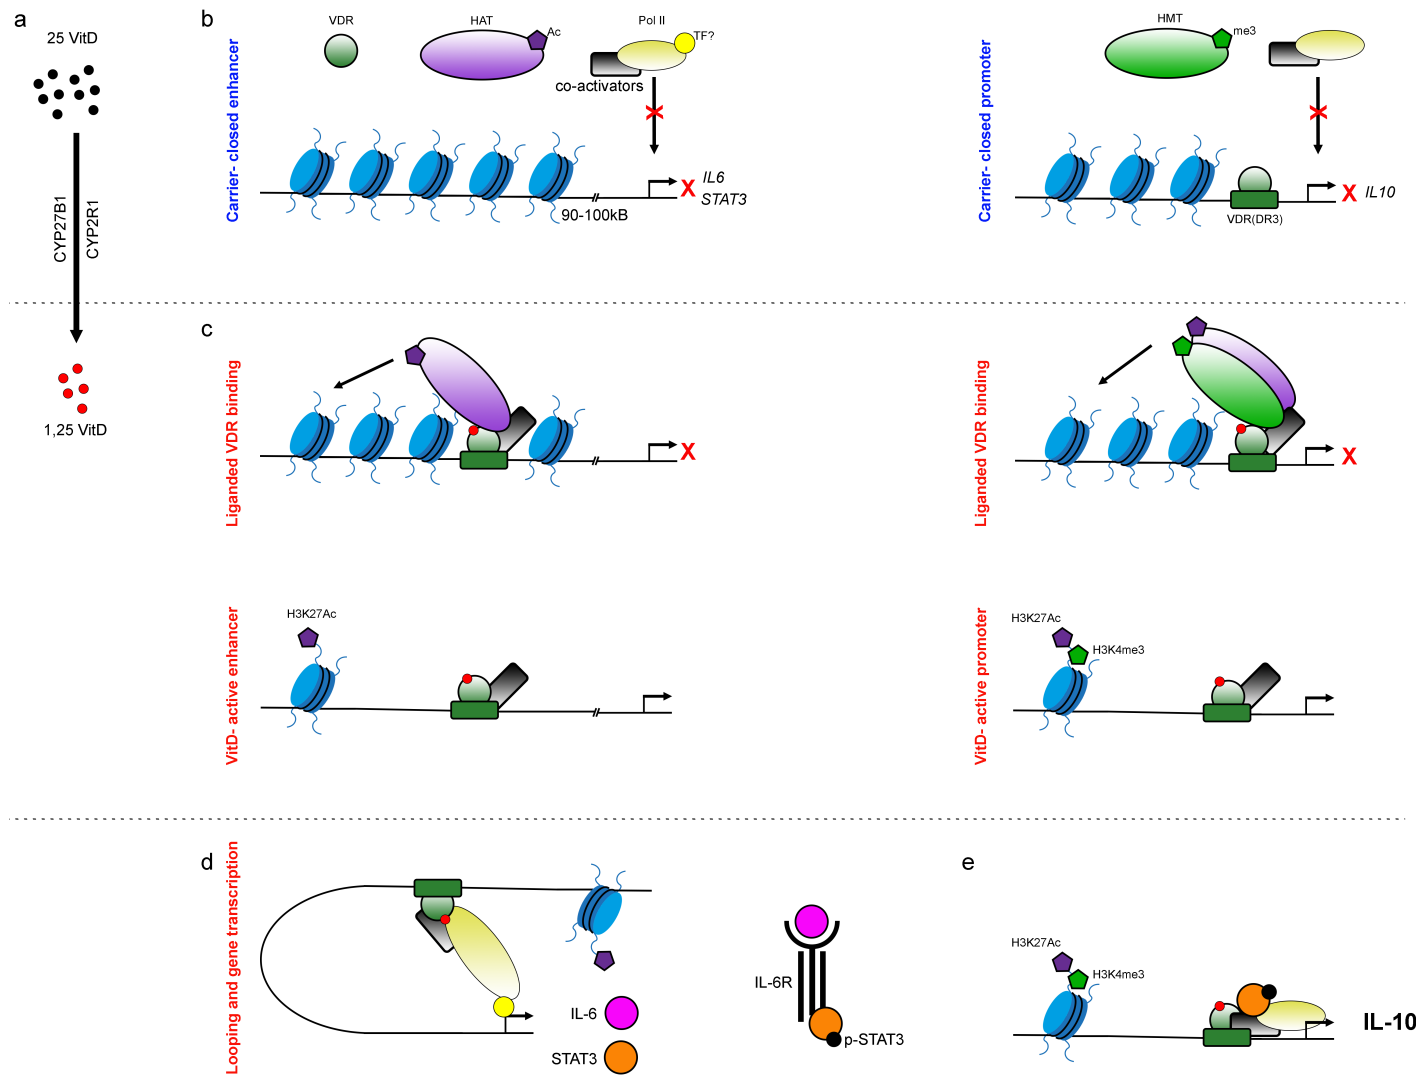 a
25 VitD
CYP27B1
CYP2R1
1,25 VitD
b
Carrier- closed enhancer
VDR
HAT
Ac
Pol II
TF?
co-activators
X
IL6
STAT3
90-100kB
Carrier- closed promoter
HMT
me3
X
IL10
VDR(DR3)
c
Liganded VDR binding
X
Liganded VDR binding
X
VitD- active enhancer
H3K27Ac
VitD- active promoter
H3K27Ac
H3K4me3
d
Looping and gene transcription
IL-6
STAT3
IL-6R
p-STAT3
e
H3K27Ac
H3K4me3
IL-10